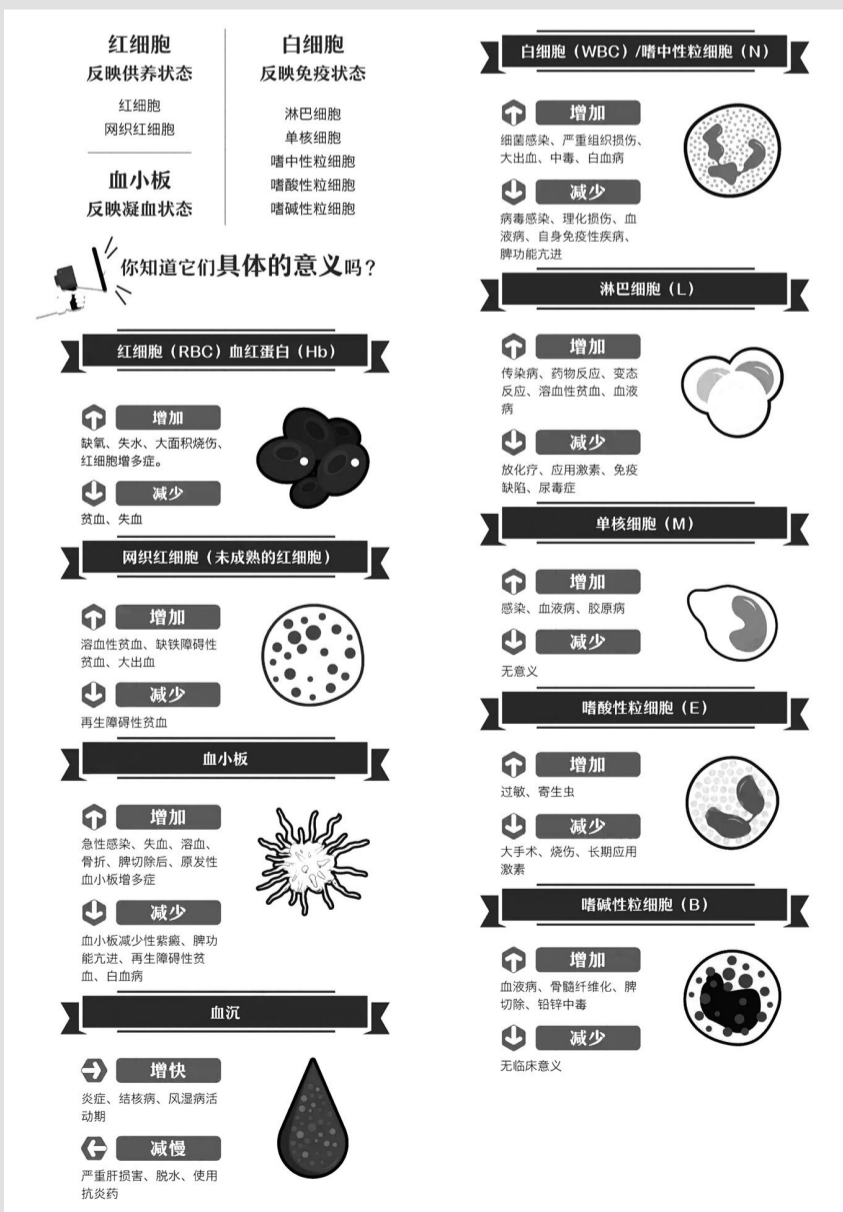 红细胞
反映供养状态
红细胞
网织红细胞
血小板
反映凝血状态
白细胞
反映免疫状态
淋巴细胞
单核细胞
嗜中性粒细胞
嗜酸性粒细胞
嗜碱性粒细胞
你知道它们具体的意义吗？
红细胞（RBC）血红蛋白（Hb）
增加
缺氧、失水、大面积烧伤、
红细胞增多症。
减少
贫血、失血
网织红细胞（未成熟的红细胞）
增加
溶血性贫血、缺铁障碍性
贫血、大出血
减少
再生障碍性贫血
血小板
增加
急性感染、失血、溶血、
骨折、脾切除后、原发性
血小板增多症
减少
血小板减少性紫癜、脾功
能亢进、再生障碍性贫
血、白血病
血沉
增快
炎症、结核病、风湿病活
动期
减慢
严重肝损害、脱水、使用
抗炎药
白细胞（WBC）/嗜中性粒细胞（N）
增加
细菌感染、严重组织损伤、
大出血、中毒、白血病
减少
病毒感染、理化损伤、血
液病、自身免疫性疾病、
脾功能亢进
淋巴细胞（L）
增加
传染病、药物反应、变态
反应、溶血性贫血、血液
病
减少
放化疗、应用激素、免疫
缺陷、尿毒症
单核细胞（M）
增加
感染、血液病、胶原病
减少
无意义
嗜酸性粒细胞（E）
增加
过敏、寄生虫
减少
大手术、烧伤、长期应用
激素
嗜碱性粒细胞（B）
增加
血液病、骨髓纤维化、脾
切除、铅锌中毒
减少
无临床意义